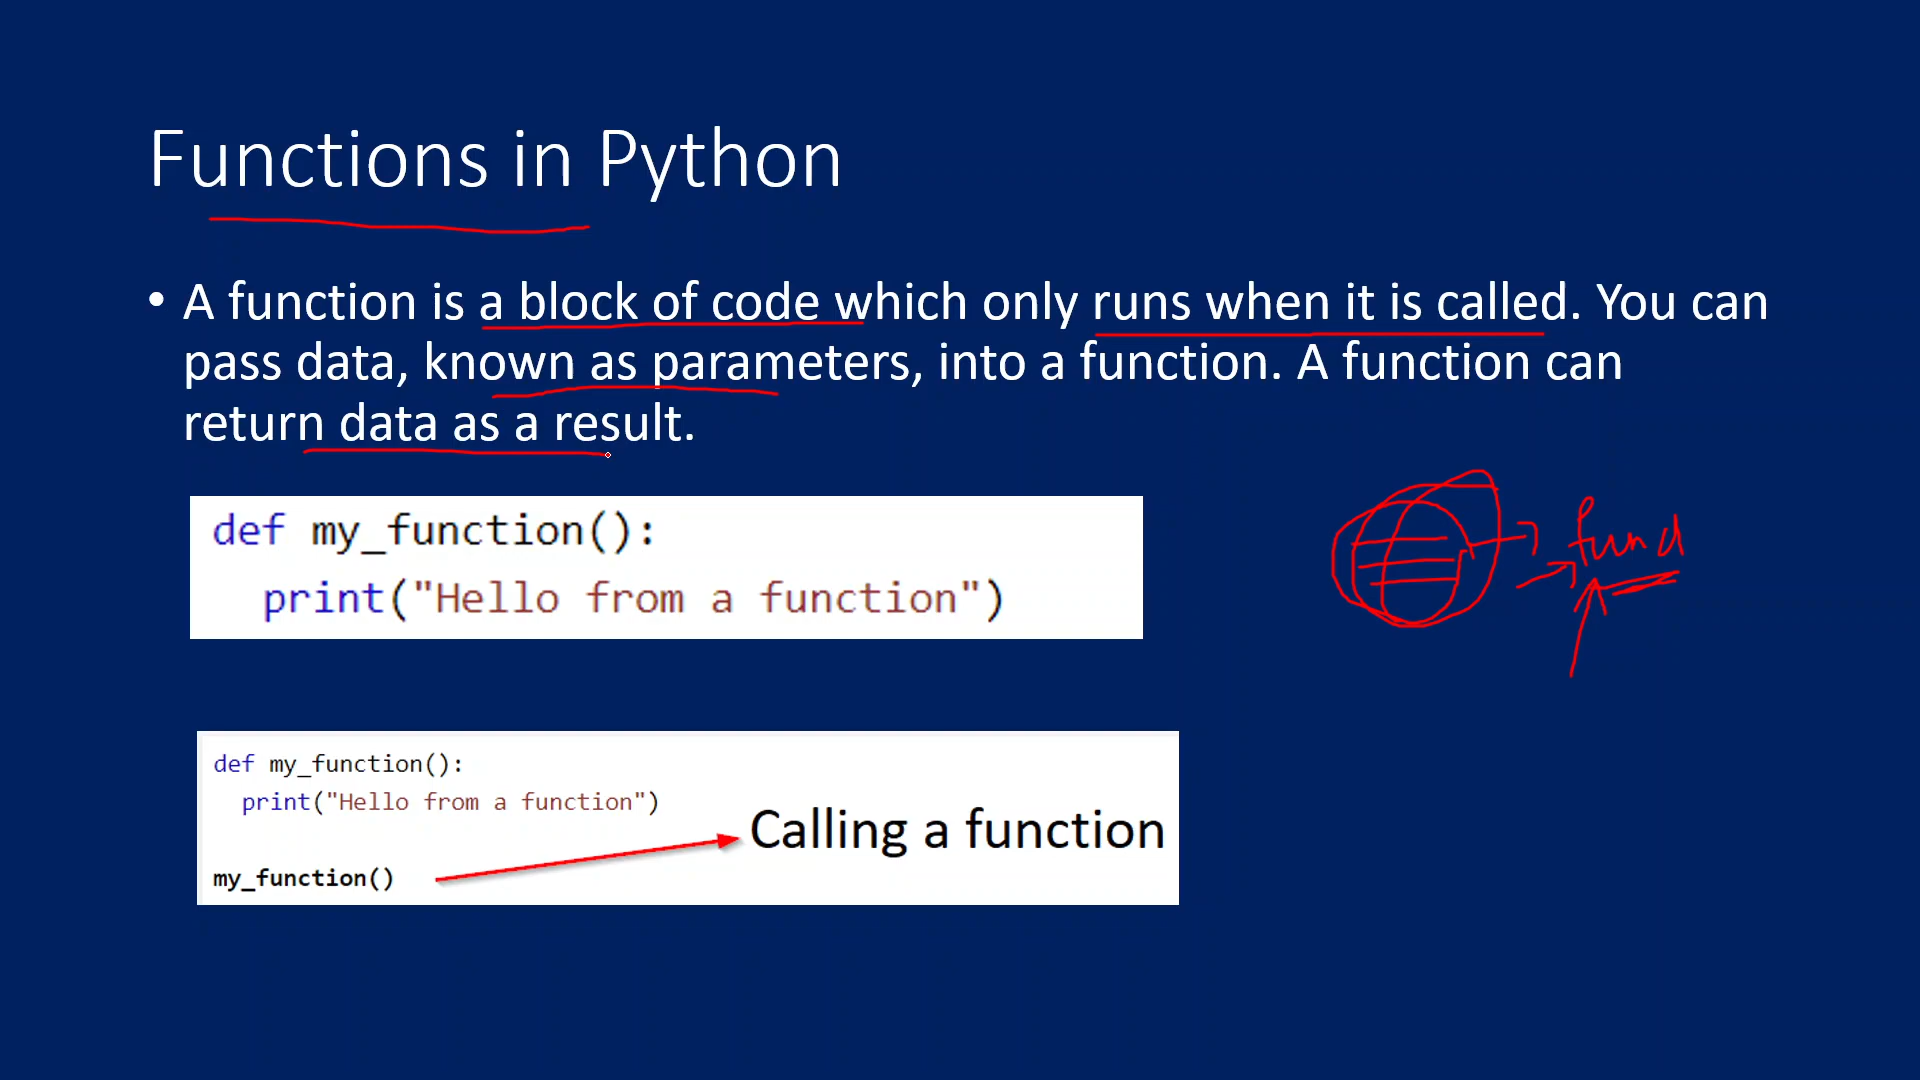 Functions in Python
• A function is a block of code which only runs when it is called. You can
pass data, known as parameters, into a function. A function can
return data as a result.
def my_function():
  print("Hello from a function")
def my_function():
  print("Hello from a function")
Calling a function
my_function()